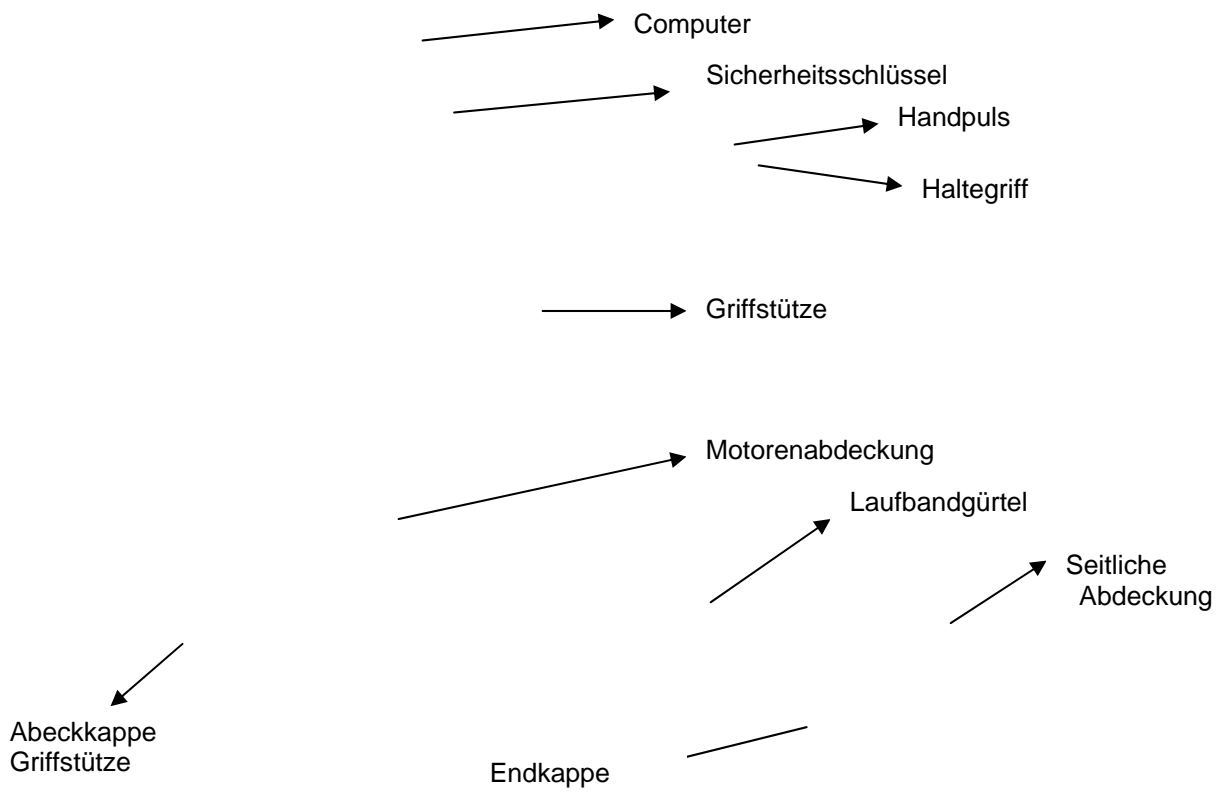 Computer
Sicherheitsschlüssel
Handpuls
Haltegriff
Griffstütze
Motorenabdeckung
Laufbandgürtel
Seitliche
Abdeckung
Abeckkappe
Griffstütze
Endkappe